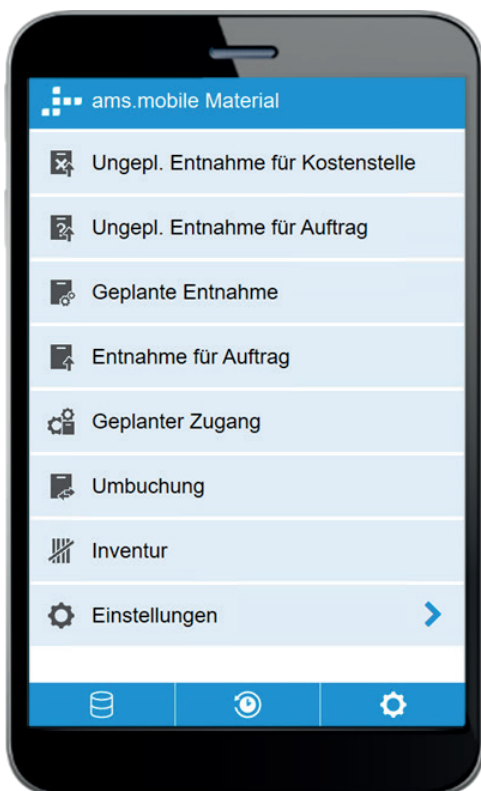 ams.mobile Material
Ungepl. Entnahme für Kostenstelle
Ungepl. Entnahme für Auftrag
Geplante Entnahme
Entnahme für Auftrag
Geplanter Zugang
Umbuchung
Inventur
Einstellungen